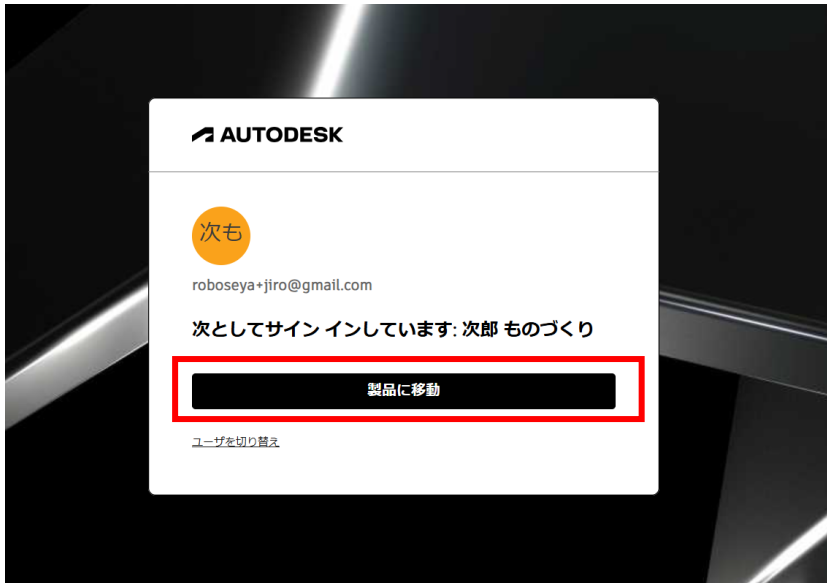 AUTODESK
次も
roboseya+jiro@gmail.com
次としてサイン インしています: 次郎 ものづくり
製品に移動
ユーザを切り替え